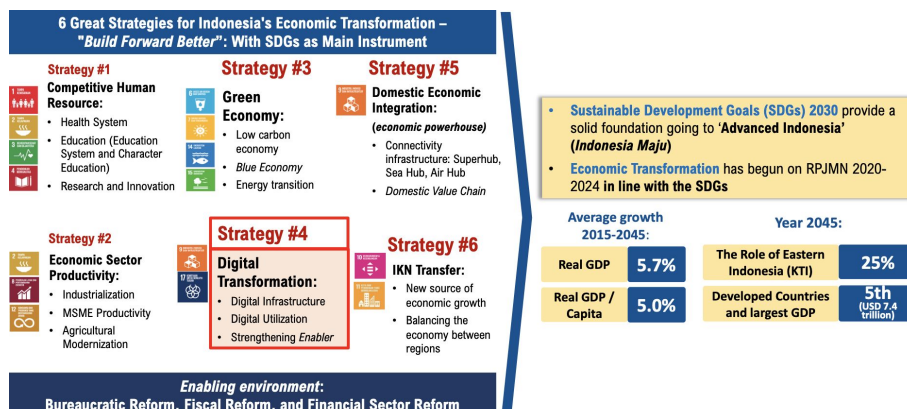 6 Great Strategies for Indonesia's Economic Transformation –
"Build Forward Better": With SDGs as Main Instrument
Strategy #1
Competitive Human
Resource:
• Health System
• Education (Education
System and Character
Education)
• Research and Innovation
Strategy #3
Green
Economy:
• Low carbon
economy
• Blue Economy
• Energy transition
Strategy #5
Domestic Economic
Integration:
(economic powerhouse)
• Connectivity
infrastructure: Superhub,
Sea Hub, Air Hub
• Domestic Value Chain
Strategy #2
Economic Sector
Productivity:
• Industrialization
• MSME Productivity
• Agricultural
Modernization
Strategy #4
Digital
Transformation:
• Digital Infrastructure
• Digital Utilization
• Strengthening Enabler
Strategy #6
IKN Transfer:
• New source of
economic growth
• Balancing the
economy between
regions
Enabling environment:
Bureaucratic Reform, Fiscal Reform, and Financial Sector Reform
• Sustainable Development Goals (SDGs) 2030 provide a
solid foundation going to 'Advanced Indonesia'
(Indonesia Maju)
• Economic Transformation has begun on RPJMN 2020-
2024 in line with the SDGs
Average growth
2015-2045:
Real GDP 5.7%
Real GDP /
Capita 5.0%
Year 2045:
The Role of Eastern
Indonesia (KTI) 25%
Developed Countries
and largest GDP 5th
(USD 7,4
trillion)